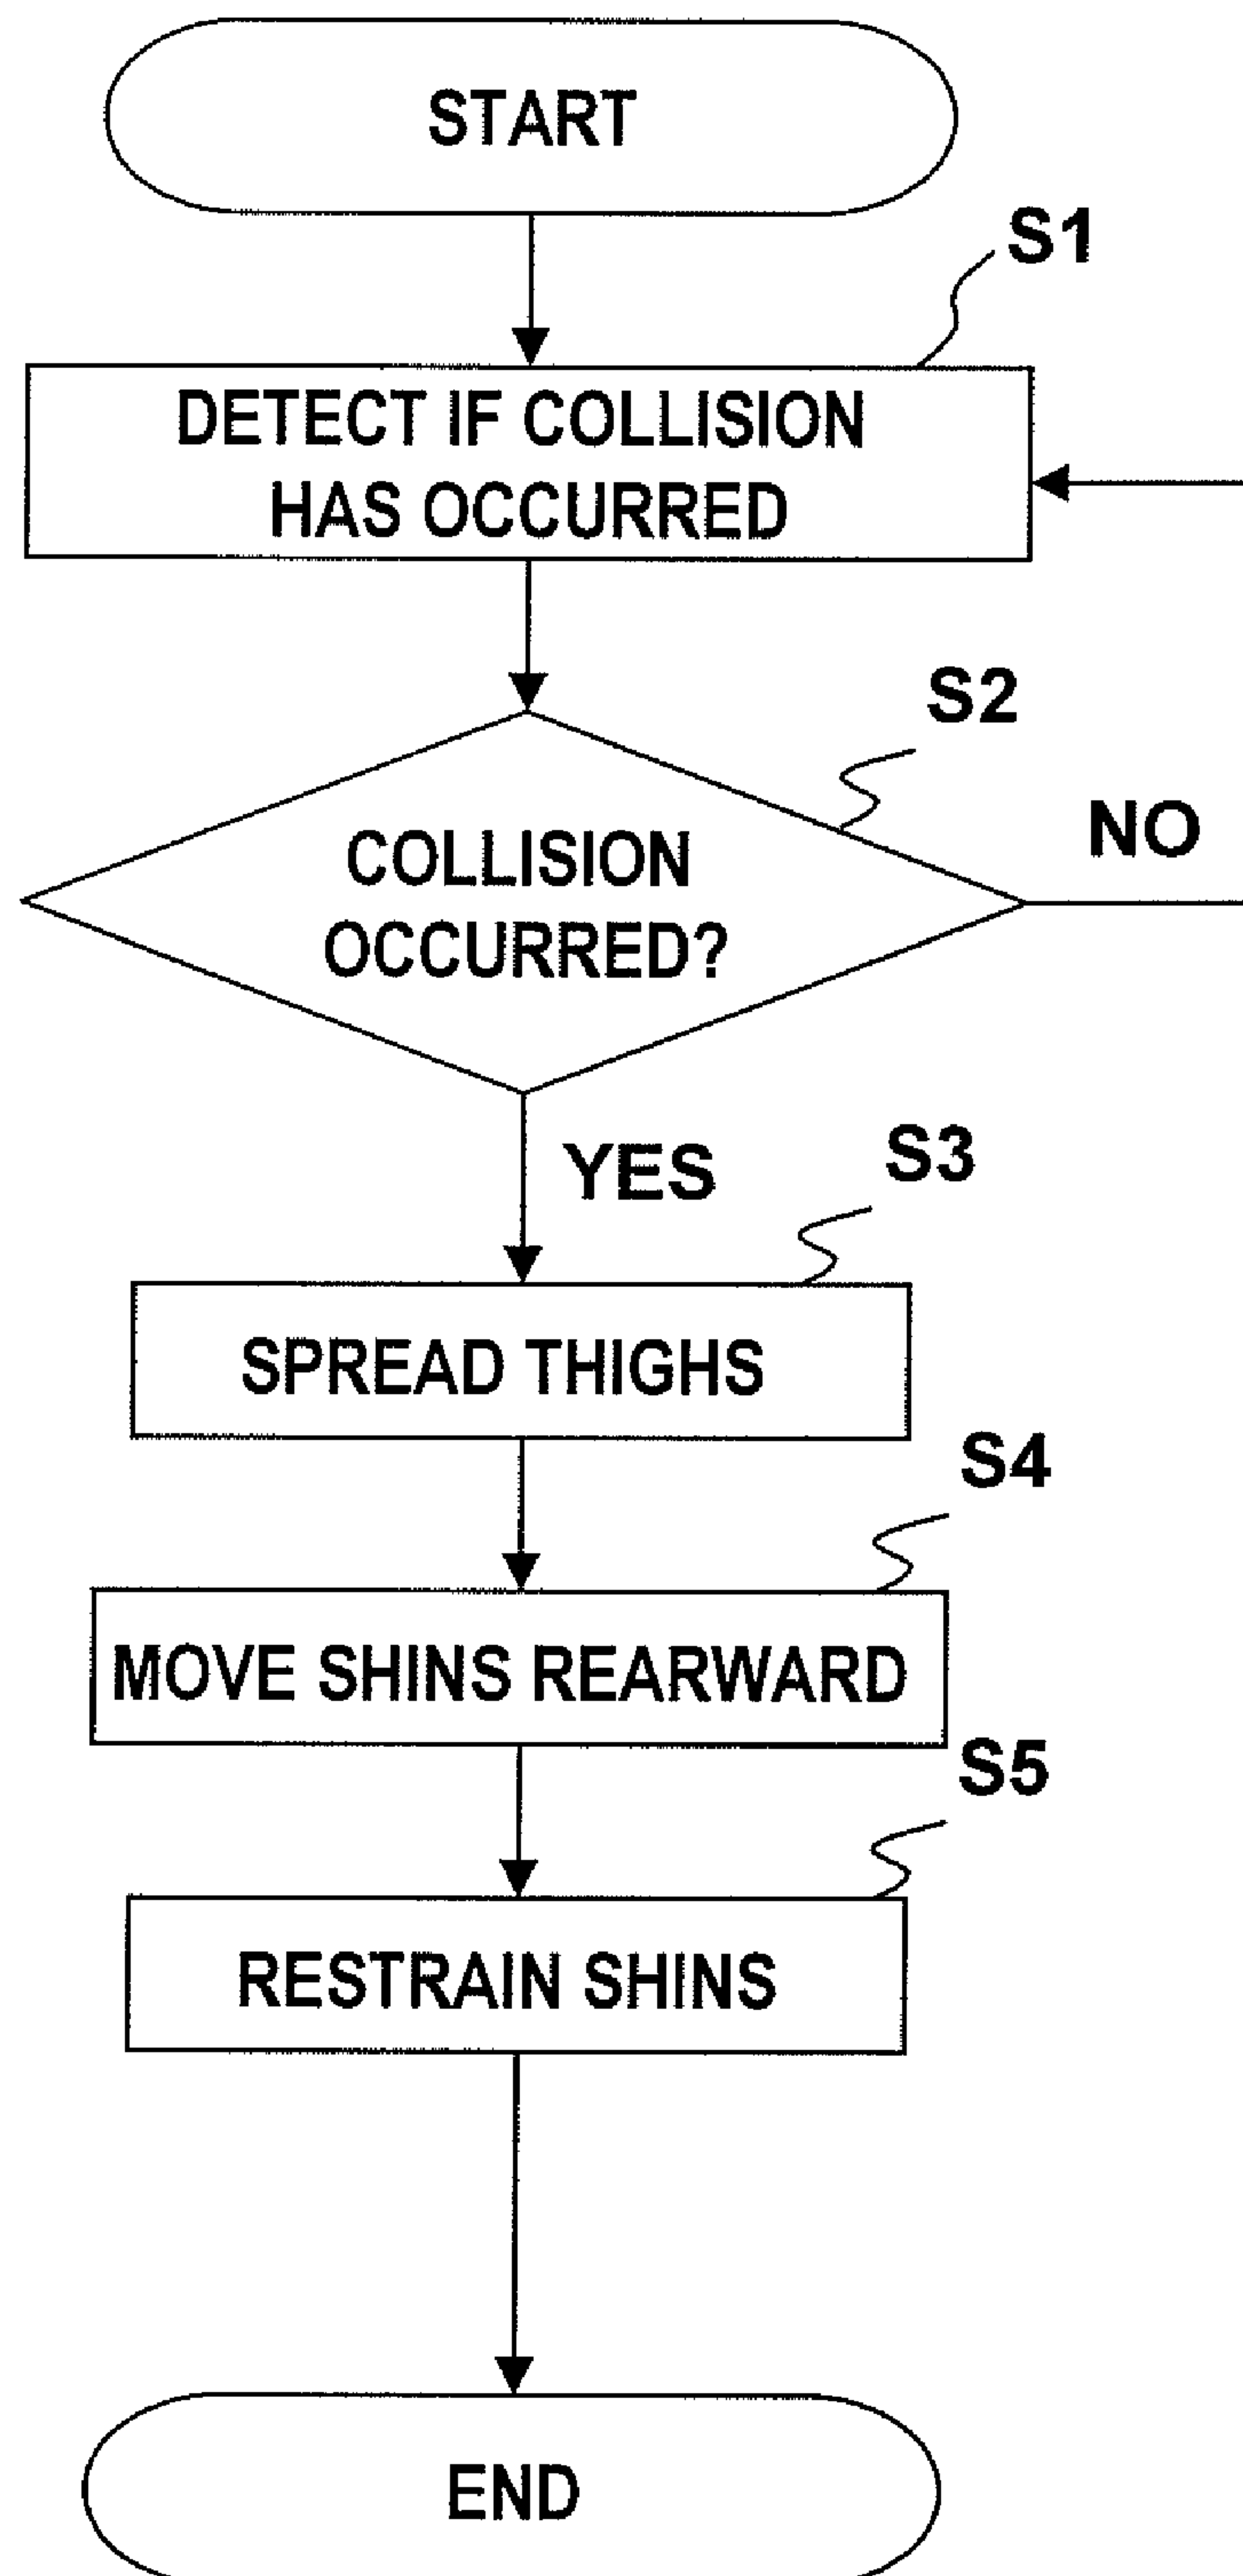 START
S1
DETECT IF COLLISION
HAS OCCURRED
S2
COLLISION
OCCURRED?
NO
YES
S3
SPREAD THIGHS
S4
MOVE SHINS REARWARD
S5
RESTRAIN SHINS
END